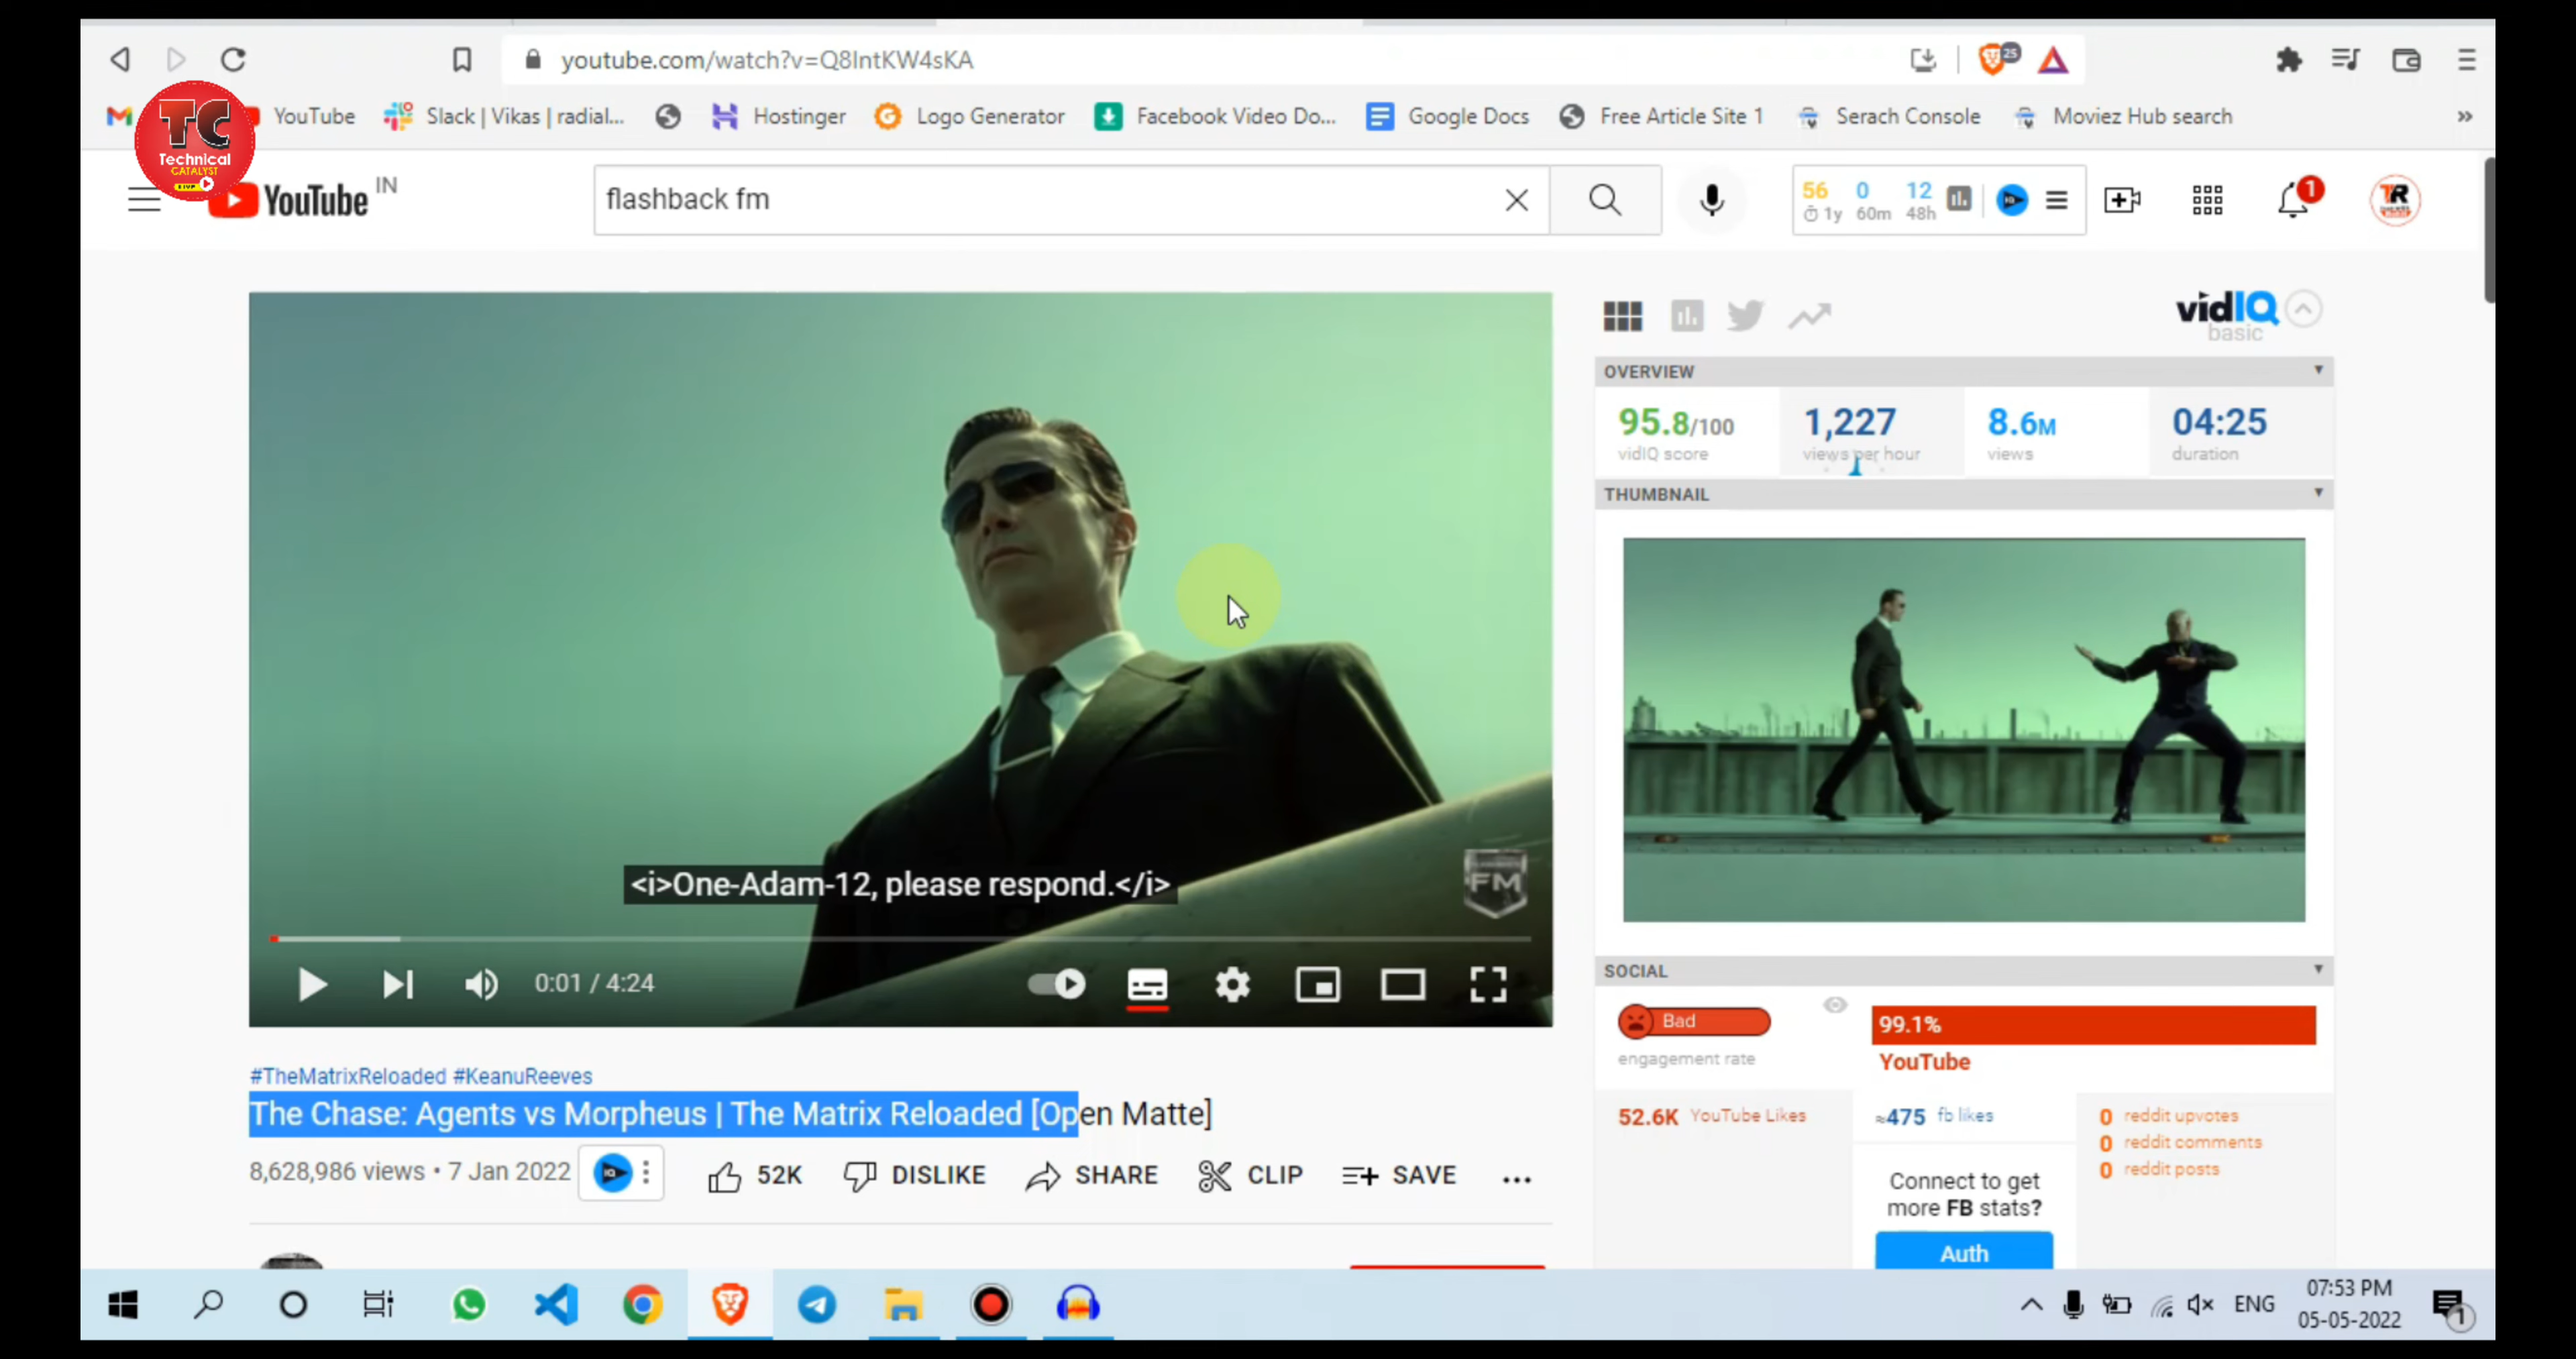 youtube.com/watch?v=Q8IntKW4sKA
25
YouTube
Slack | Vikas | radial...
Hostinger
Logo Generator
Facebook Video Do...
Google Docs
Free Article Site 1
Serach Console
Moviez Hub search
»
TC
Technical
CATALYST
YouTube IN
flashback fm
56 0 12
1y 60m 48h
1
TR
vidIQ
basic
OVERVIEW
95.8/100
vidIQ score
1,227
views per hour
8.6M
views
04:25
duration
THUMBNAIL
<i>One-Adam-12, please respond.</i>
FM
0:01 / 4:24
SOCIAL
Bad
engagement rate
99.1%
YouTube
52.6K YouTube Likes
≈475 fb likes
0 reddit upvotes
0 reddit comments
0 reddit posts
Connect to get
more FB stats?
Auth
#TheMatrixReloaded #KeanuReeves
The Chase: Agents vs Morpheus | The Matrix Reloaded [Open Matte]
8,628,986 views • 7 Jan 2022
IQ
52K
DISLIKE
SHARE
CLIP
SAVE
...
ENG
07:53 PM
05-05-2022
1